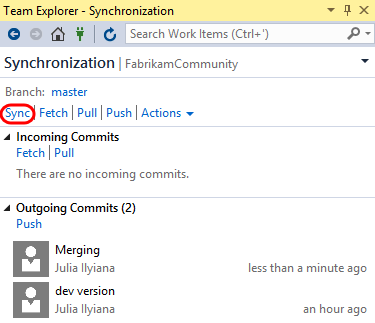 Team Explorer - Synchronization
Search Work Items (Ctrl+')
Synchronization | FabrikamCommunity
Branch: master
Sync | Fetch | Pull | Push | Actions
Incoming Commits
Fetch | Pull
There are no incoming commits.
Outgoing Commits (2)
Push
Merging
Julia Ilyiana less than a minute ago
dev version
Julia Ilyiana an hour ago